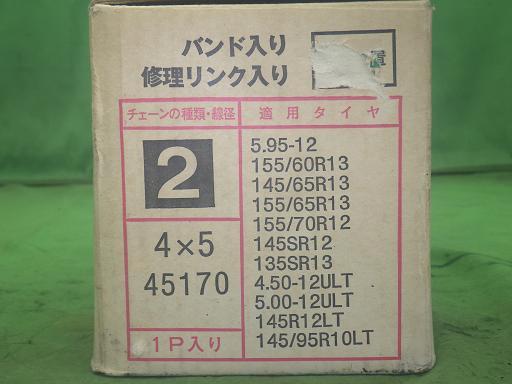 バンド入り
修理リンク入り
置
チェーンの種類・線径
適用タイヤ
2
4×5
45170
1P入り
5.95-12
155/60R13
145/65R13
155/65R13
155/70R12
145SR12
135SR13
4.50-12ULT
5.00-12ULT
145R12LT
145/95R10LT